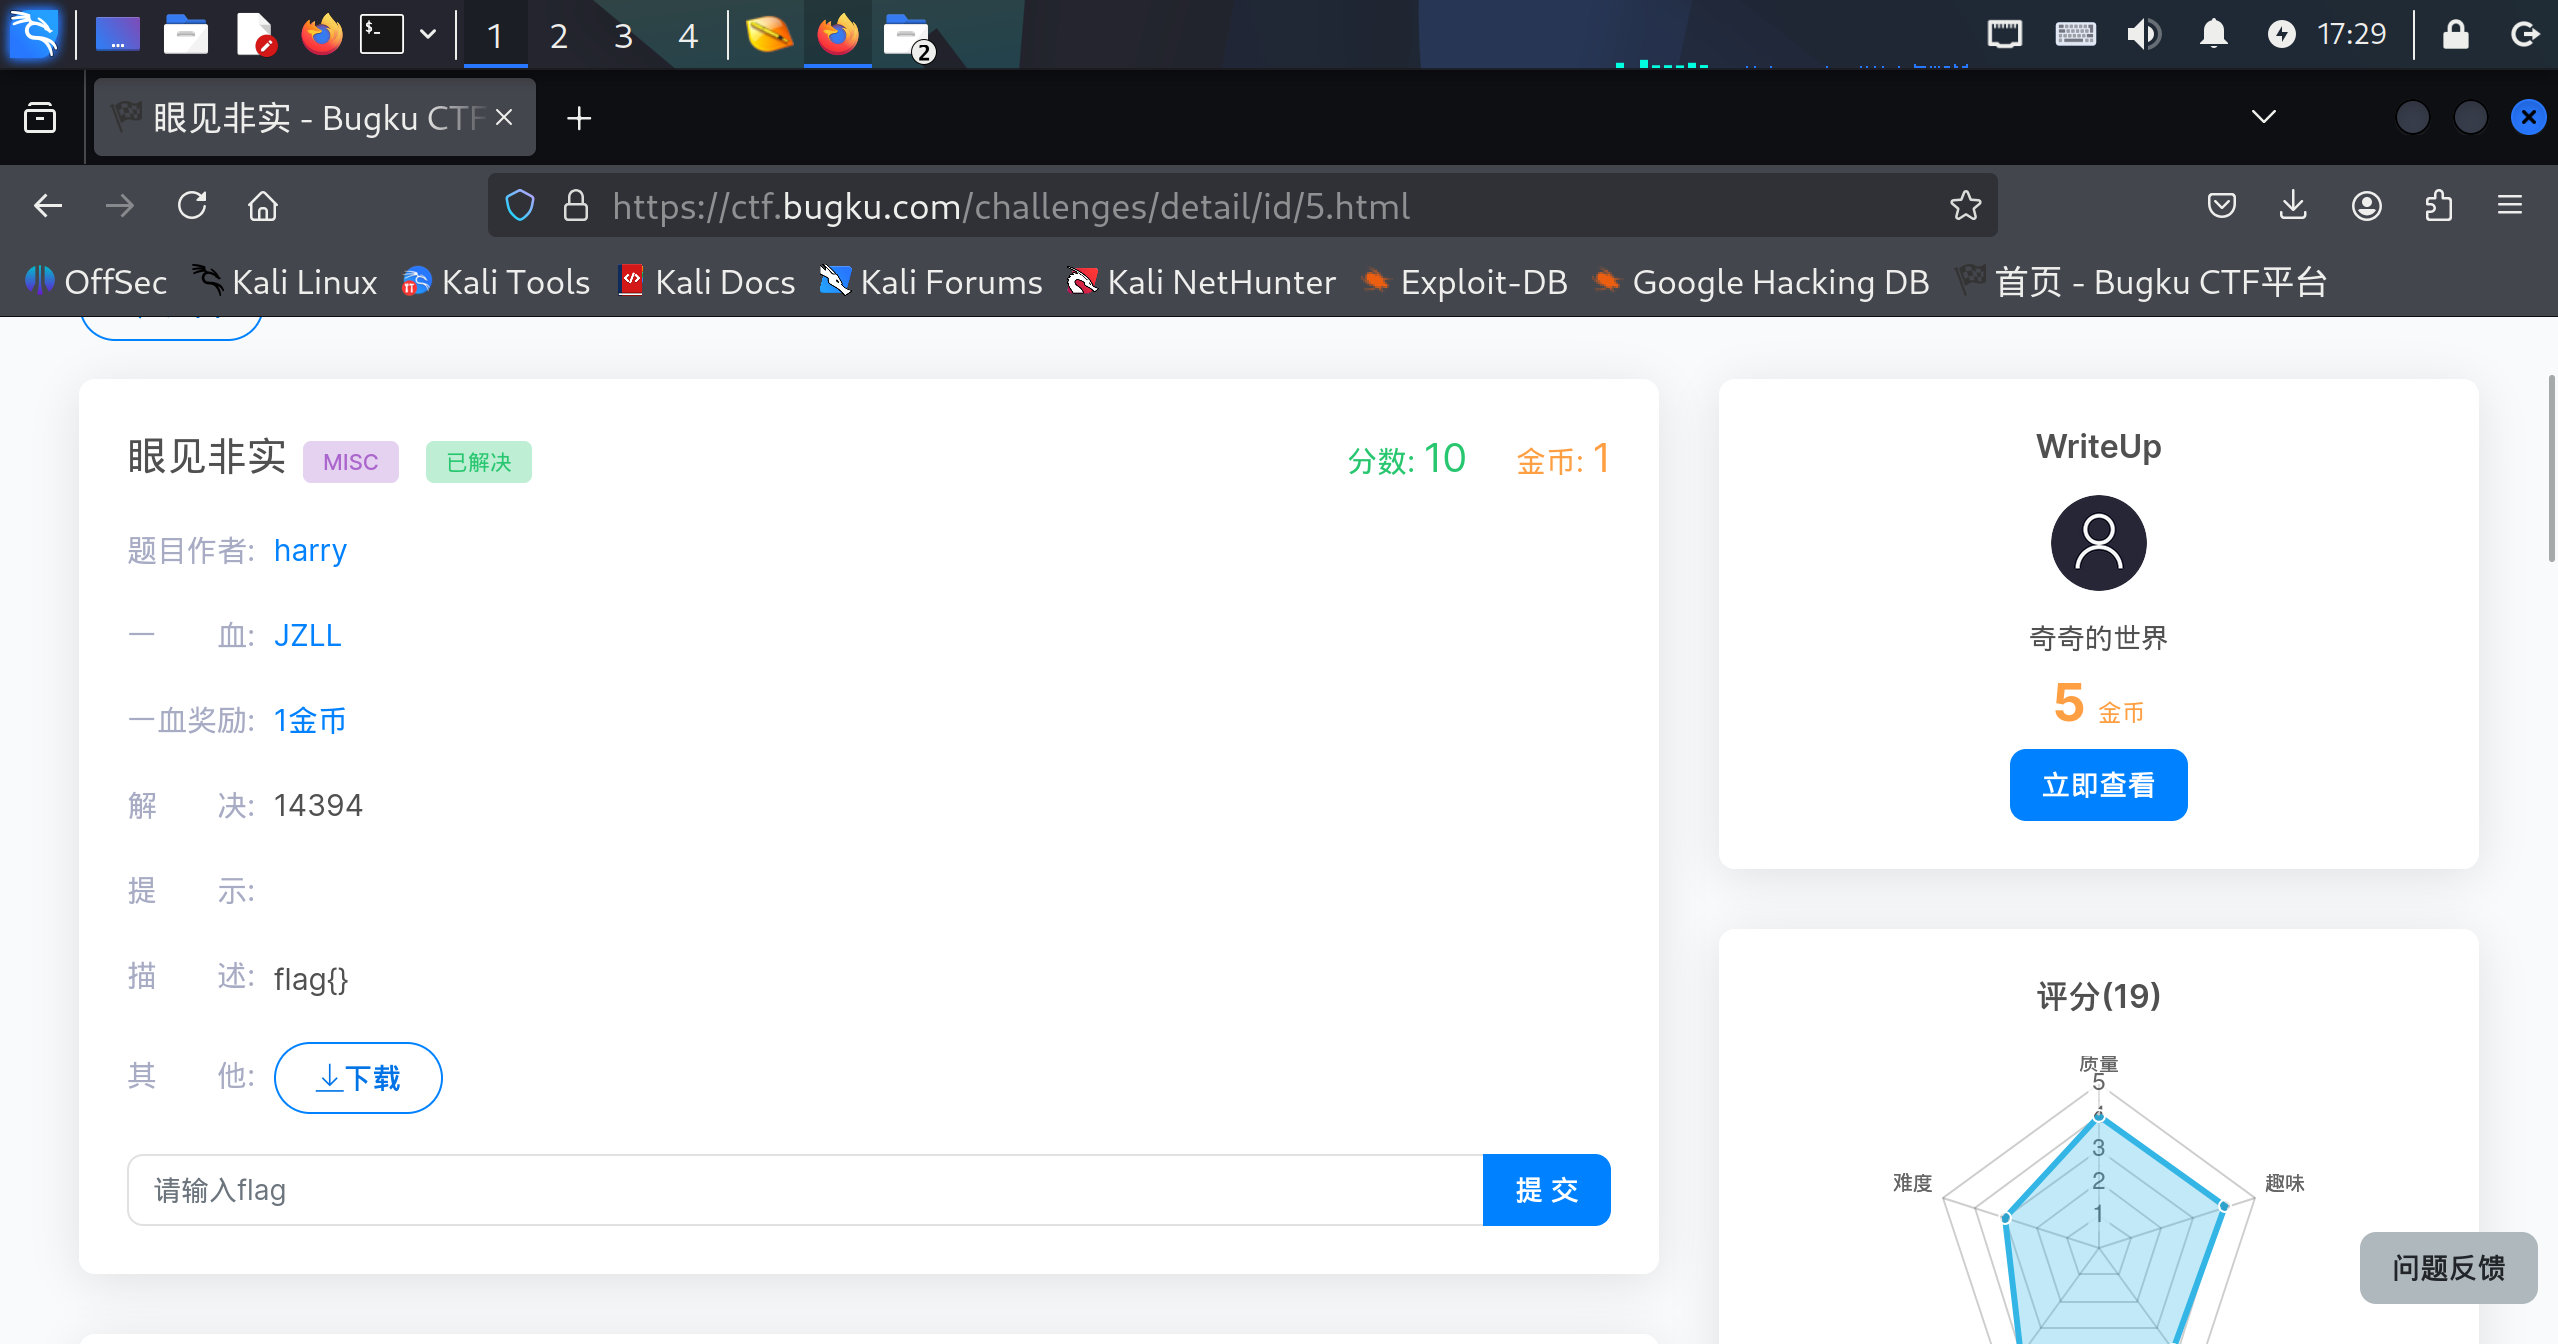 1 2 3 4 2 17:29
眼见非实 - Bugku CTF
https://ctf.bugku.com/challenges/detail/id/5.html
OffSec Kali Linux Kali Tools Kali Docs Kali Forums Kali NetHunter Exploit-DB Google Hacking DB 首页 - Bugku CTF平台
眼见非实 MISC 已解决 分数: 10 金币: 1
题目作者: harry
一 血: JZLL
一血奖励: 1金币
解 决: 14394
提 示:
描 述: flag{}
其 他: 下载
请输入flag 提 交
WriteUp
奇奇的世界
5 金币
立即查看
评分(19)
质量
5
4
3
2
1
难度
趣味
问题反馈